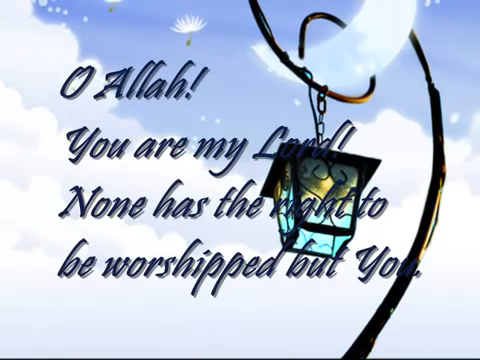 O Allah!
You are my Lord!
None has the right to
be worshipped but You.